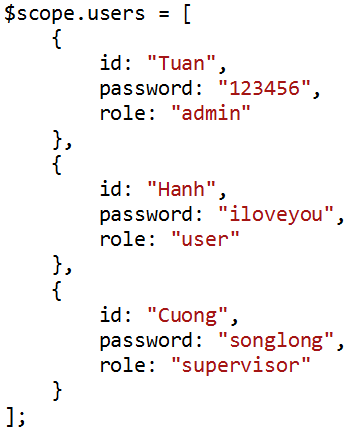 $scope.users = [
    {
        id: "Tuan",
        password: "123456",
        role: "admin"
    },
    {
        id: "Hanh",
        password: "iloveyou",
        role: "user"
    },
    {
        id: "Cuong",
        password: "songlong",
        role: "supervisor"
    }
];